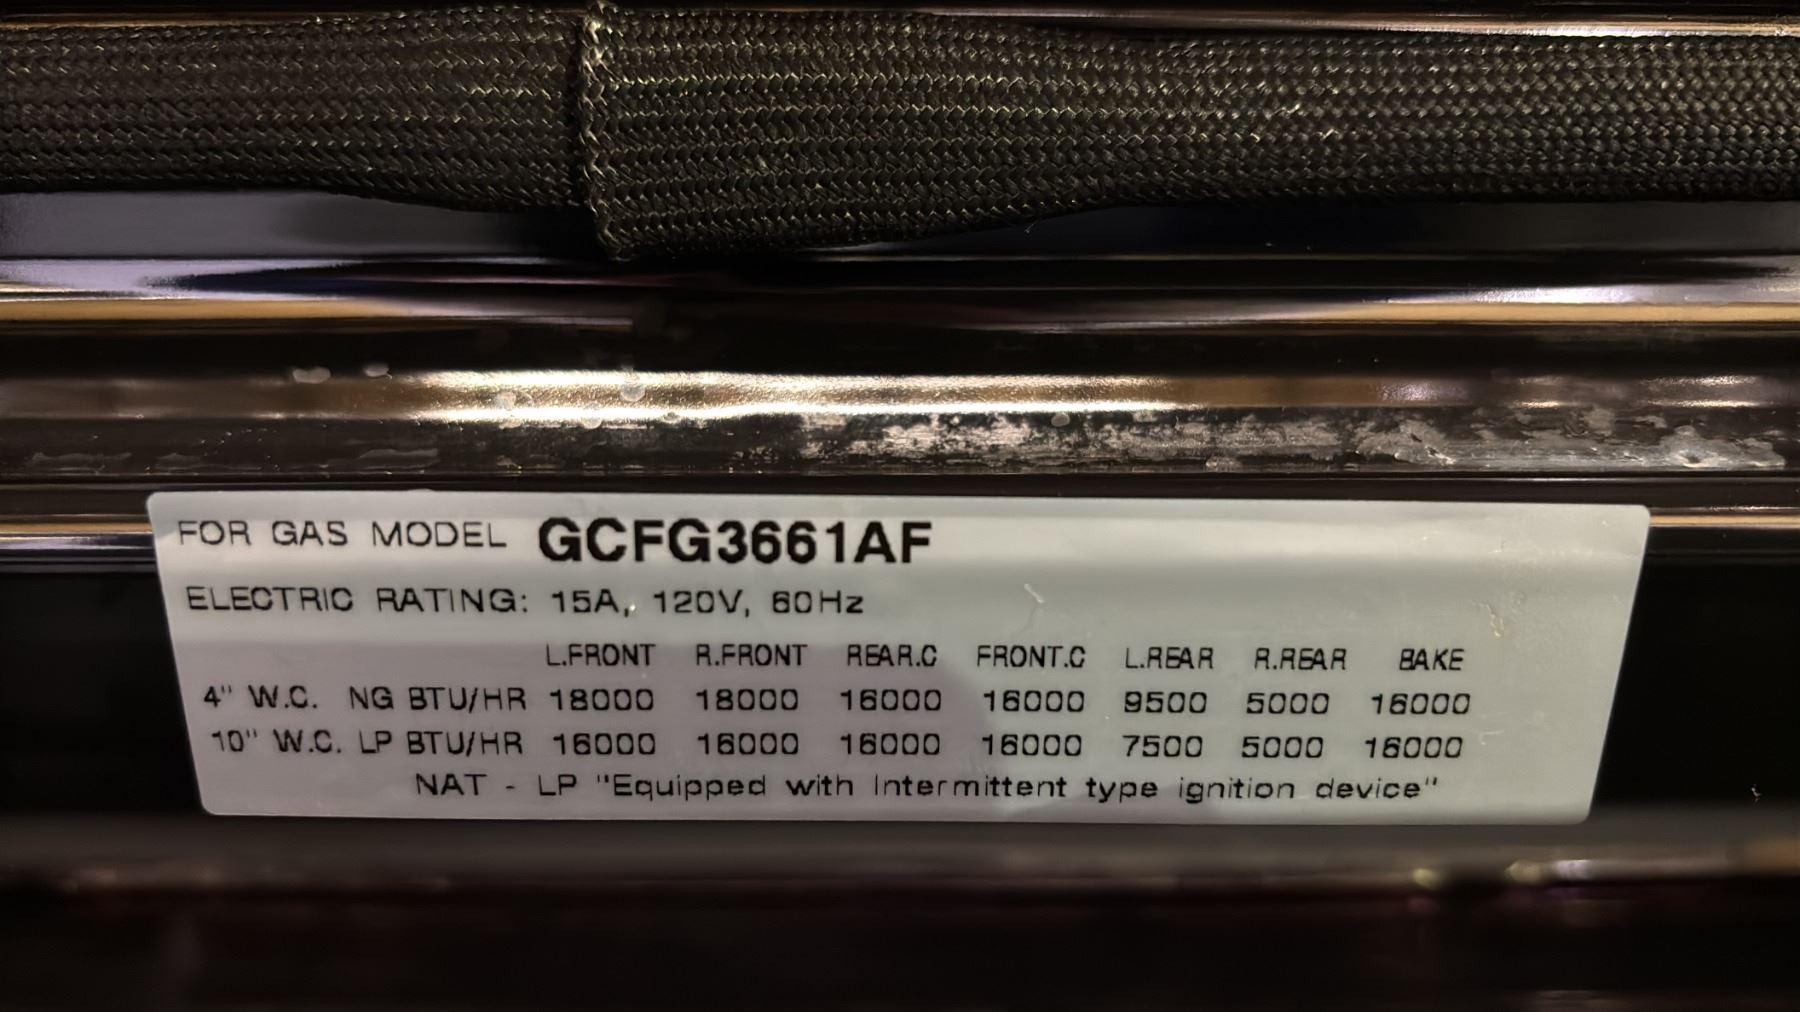 FOR GAS MODEL GCFG3661AF
ELECTRIC RATING: 15A, 120V, 60Hz
L.FRONT R.FRONT REAR.C FRONT.C L.REAR R.REAR BAKE
4" W.C. NG BTU/HR 18000 18000 16000 16000 9500 5000 16000
10" W.C. LP BTU/HR 16000 16000 16000 16000 7500 5000 16000
NAT - LP "Equipped with Intermittent type ignition device"